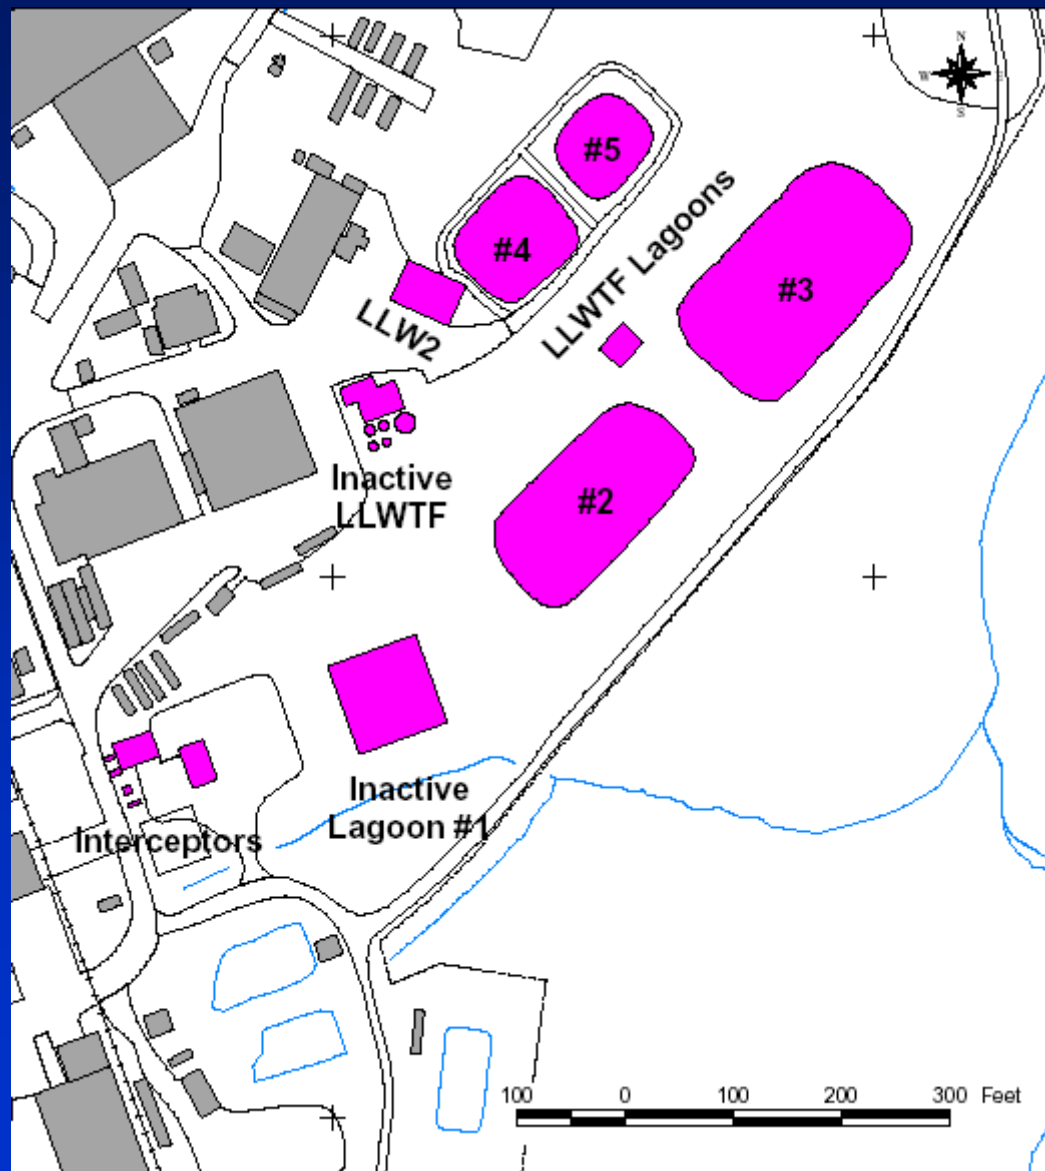 N
W
S
#5
#4
LLWTF Lagoons
#3
LLW2
Inactive
LLWTF
#2
Inactive
Lagoon #1
Interceptors
100 0 100 200 300 Feet